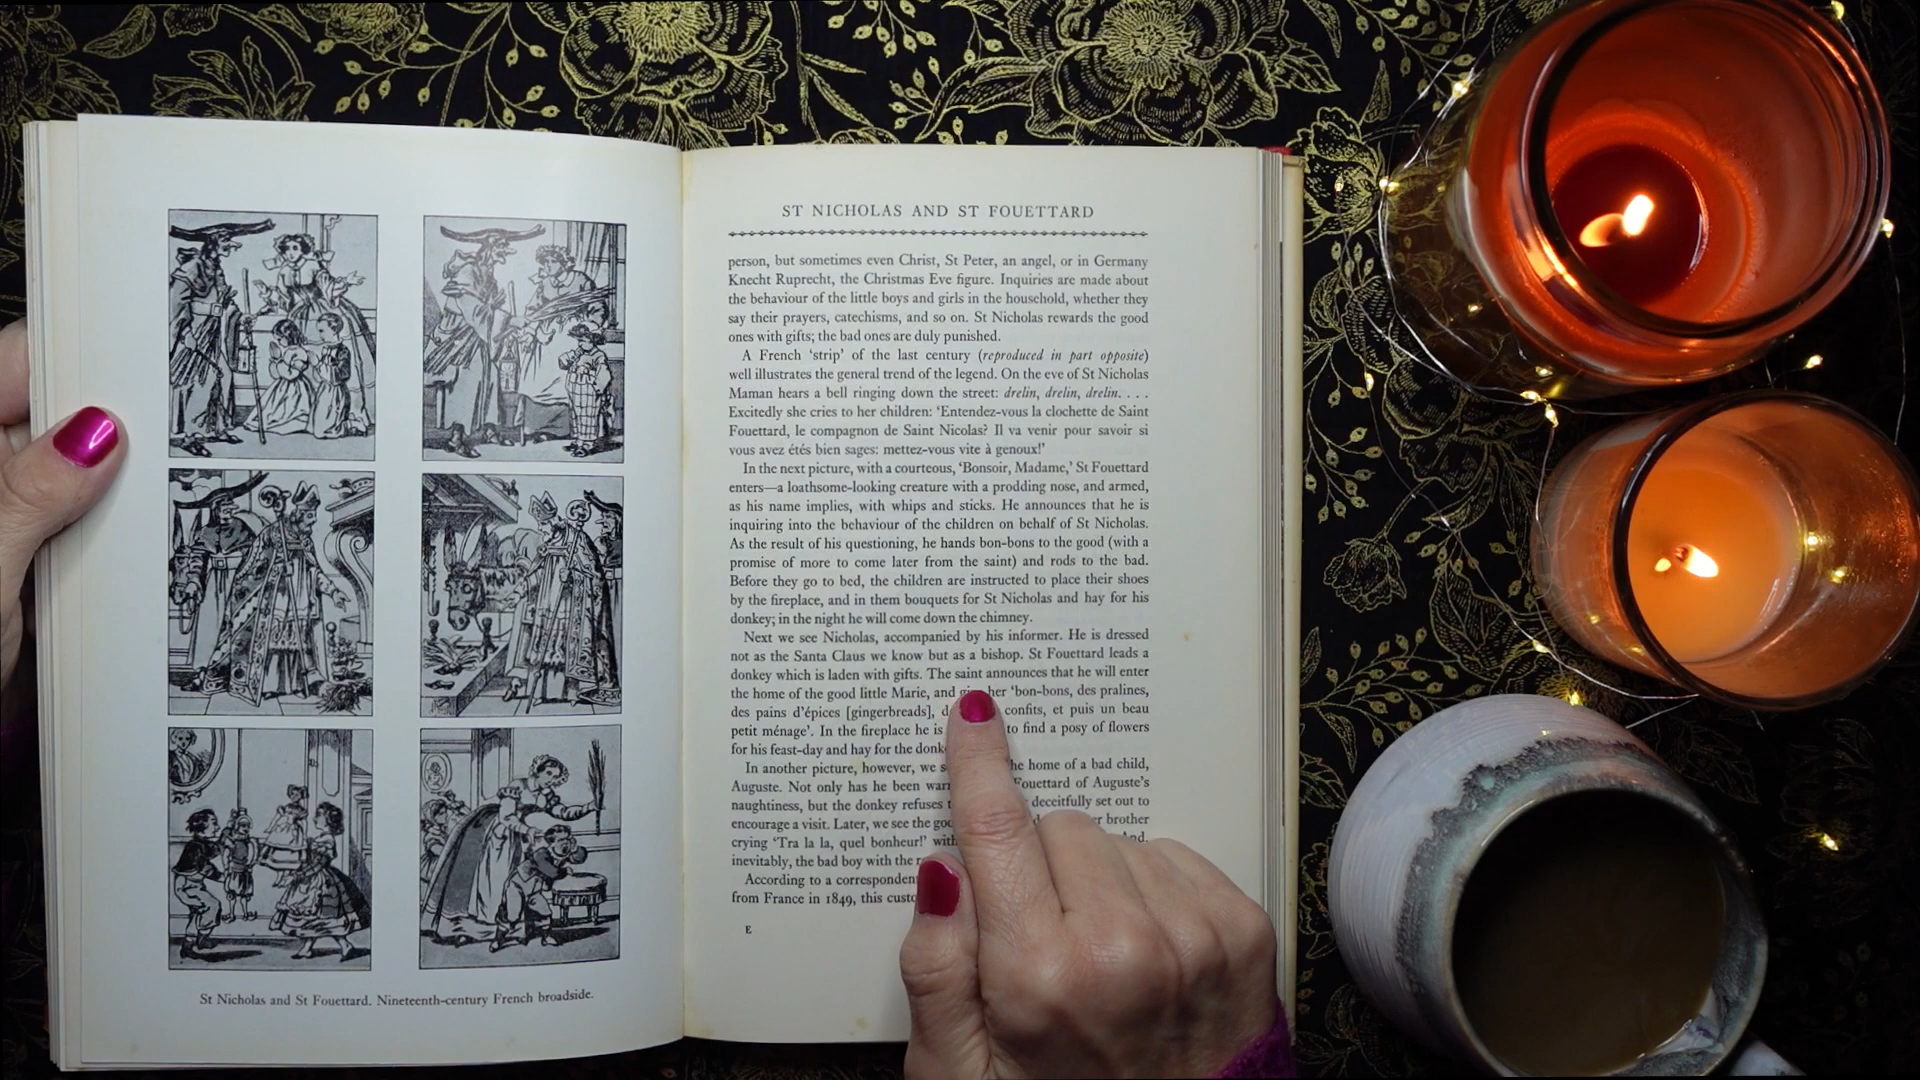 St Nicholas and St Fouettard. Nineteenth-century French broadside.
ST NICHOLAS AND ST FOUETTARD
person, but sometimes even Christ, St Peter, an angel, or in Germany
Knecht Ruprecht, the Christmas Eve figure. Inquiries are made about
the behaviour of the little boys and girls in the household, whether they
say their prayers, catechisms, and so on. St Nicholas rewards the good
ones with gifts; the bad ones are duly punished.
A French ‘strip’ of the last century (reproduced in part opposite)
well illustrates the general trend of the legend. On the eve of St Nicholas
Maman hears a bell ringing down the street: drelin, drelin, drelin. . . .
Excitedly she cries to her children: ‘Entendez-vous la clochette de Saint
Fouettard, le compagnon de Saint Nicolas? Il va venir pour savoir si
vous avez étés bien sages: mettez-vous vite à genoux!’
In the next picture, with a courteous, ‘Bonsoir, Madame,’ St Fouettard
enters—a loathsome-looking creature with a prodding nose, and armed,
as his name implies, with whips and sticks. He announces that he is
inquiring into the behaviour of the children on behalf of St Nicholas.
As the result of his questioning, he hands bon-bons to the good (with a
promise of more to come later from the saint) and rods to the bad.
Before they go to bed, the children are instructed to place their shoes
by the fireplace, and in them bouquets for St Nicholas and hay for his
donkey; in the night he will come down the chimney.
Next we see Nicholas, accompanied by his informer. He is dressed
not as the Santa Claus we know but as a bishop. St Fouettard leads a
donkey which is laden with gifts. The saint announces that he will enter
the home of the good little Marie, and her ‘bon-bons, des pralines,
des pains d’épices [gingerbreads], confits, et puis un beau
petit ménage’. In the fireplace he is to find a posy of flowers
for his feast-day and hay for the
In another picture, however, we home of a bad child,
Auguste. Not only has he been Fouettard of Auguste’s
naughtiness, but the donkey refuses deceitfully set out to
encourage a visit. Later, we see the brother
crying ‘Tra la la, quel bonheur!’ And,
inevitably, the bad boy with the
According to a
from France in 1849, this
E